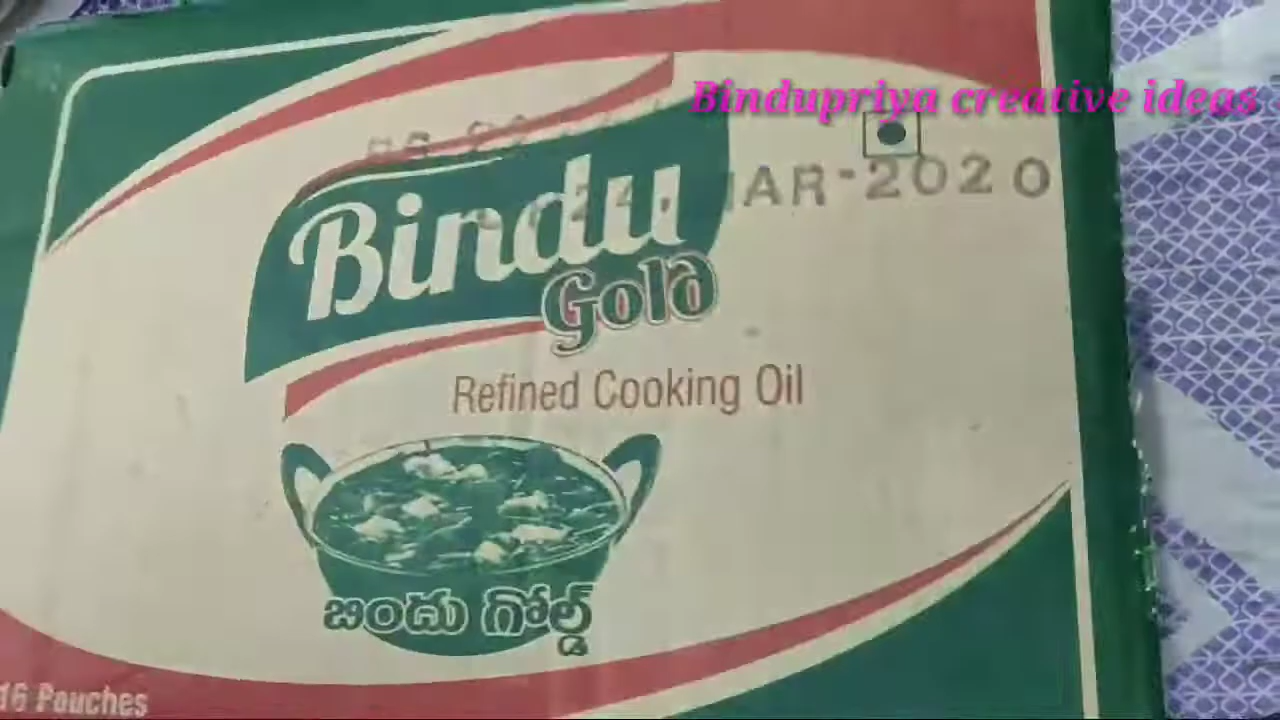 Bindupriya creative ideas
MAR-2020
Bindu
Gold
Refined Cooking Oil
బిందు గోల్డ్
16 Pouches